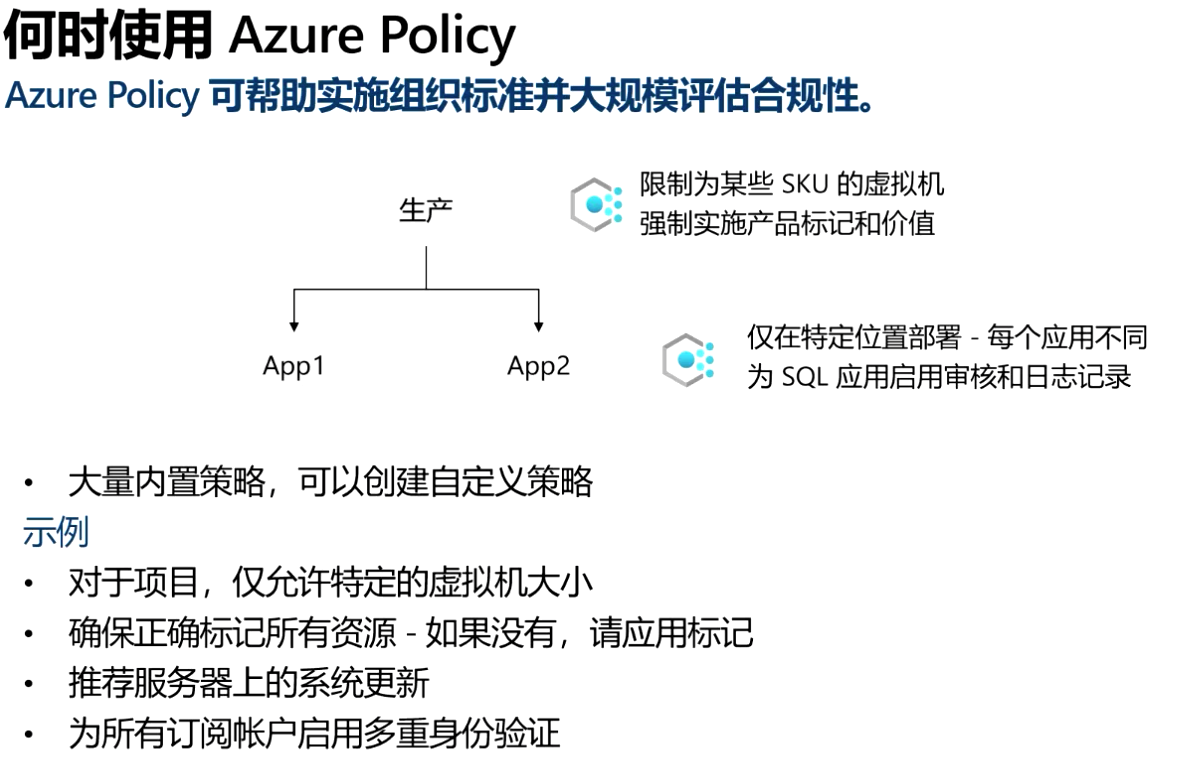 何时使用 Azure Policy
Azure Policy 可帮助实施组织标准并大规模评估合规性。
生产
限制为某些 SKU 的虚拟机
强制实施产品标记和价值
App1
App2
仅在特定位置部署 - 每个应用不同
为 SQL 应用启用审核和日志记录
• 大量内置策略，可以创建自定义策略
示例
• 对于项目，仅允许特定的虚拟机大小
• 确保正确标记所有资源 - 如果没有，请应用标记
• 推荐服务器上的系统更新
• 为所有订阅帐户启用多重身份验证